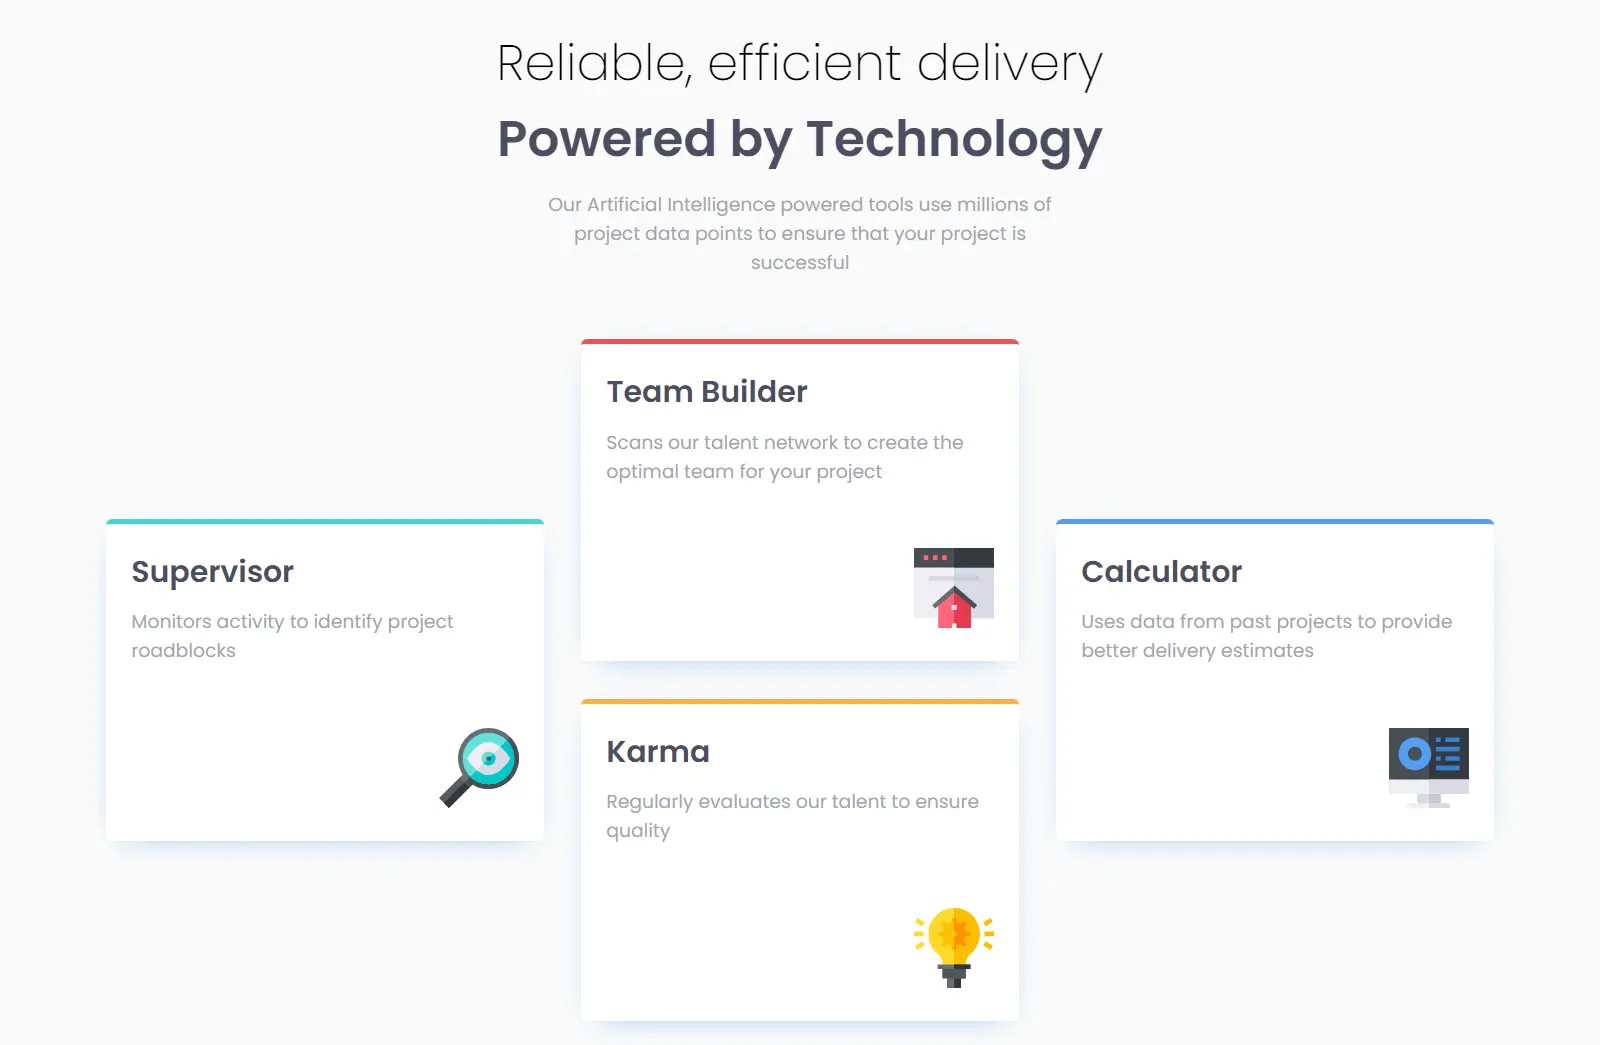 Reliable, efficient delivery
Powered by Technology
Our Artificial Intelligence powered tools use millions of
project data points to ensure that your project is
successful
Team Builder
Scans our talent network to create the
optimal team for your project
Supervisor
Monitors activity to identify project
roadblocks
Calculator
Uses data from past projects to provide
better delivery estimates
Karma
Regularly evaluates our talent to ensure
quality